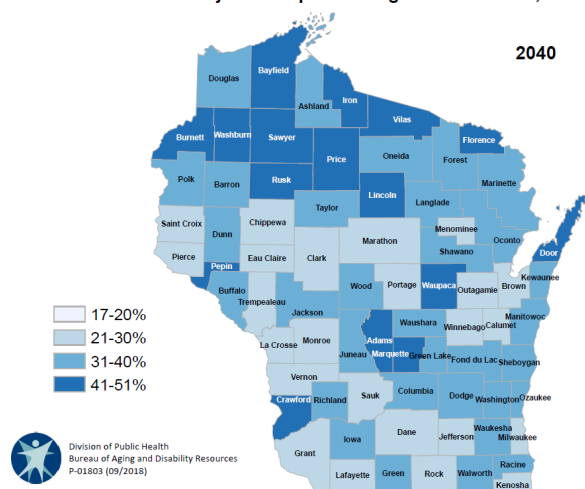 2040
Douglas
Bayfield
Ashland
Iron
Vilas
Burnett
Washburn
Sawyer
Price
Oneida
Forest
Florence
Polk
Barron
Rusk
Lincoln
Langlade
Marinette
Saint Croix
Dunn
Chippewa
Taylor
Marathon
Menominee
Oconto
Door
Pierce
Pepin
Eau Claire
Clark
Shawano
Buffalo
Trempealeau
Jackson
Wood
Portage
Waupaca
Outagamie
Brown
Kewaunee
17-20%
21-30%
31-40%
41-51%
La Crosse
Monroe
Juneau
Adams
Waushara
Winnebago
Calumet
Manitowoc
Marquette
Green Lake
Fond du Lac
Sheboygan
Vernon
Crawford
Richland
Sauk
Columbia
Dodge
Washington
Ozaukee
Grant
Iowa
Dane
Jefferson
Waukesha
Milwaukee
Lafayette
Green
Rock
Walworth
Racine
Kenosha
Division of Public Health
Bureau of Aging and Disability Resources
P-01803 (09/2018)